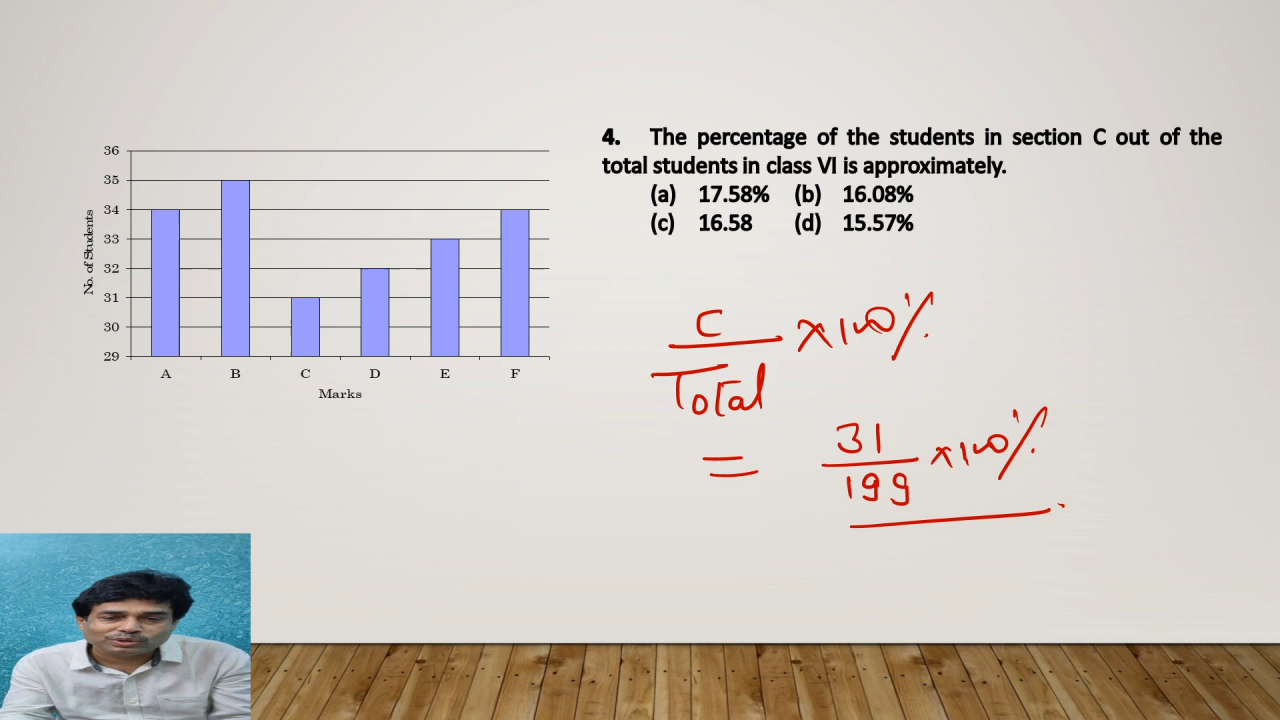 4. The percentage of the students in section C out of the
total students in class VI is approximately.
(a) 17.58% (b) 16.08%
(c) 16.58 (d) 15.57%
36
35
34
33
32
31
30
29
No. of Students
A B C D E F
Marks
C
Total
×100%
=
31
199
×100%